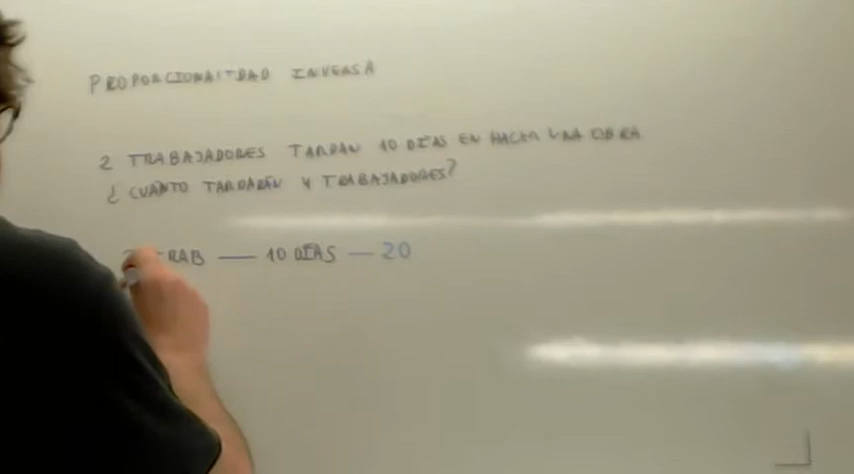 PROPORCIONALIDAD INVERSA
2 TRABAJADORES TARDAN 10 DÍAS EN HACER UNA OBRA
¿CUÁNTO TARDARÁN 4 TRABAJADORES?
RAB — 10 DÍAS — 20